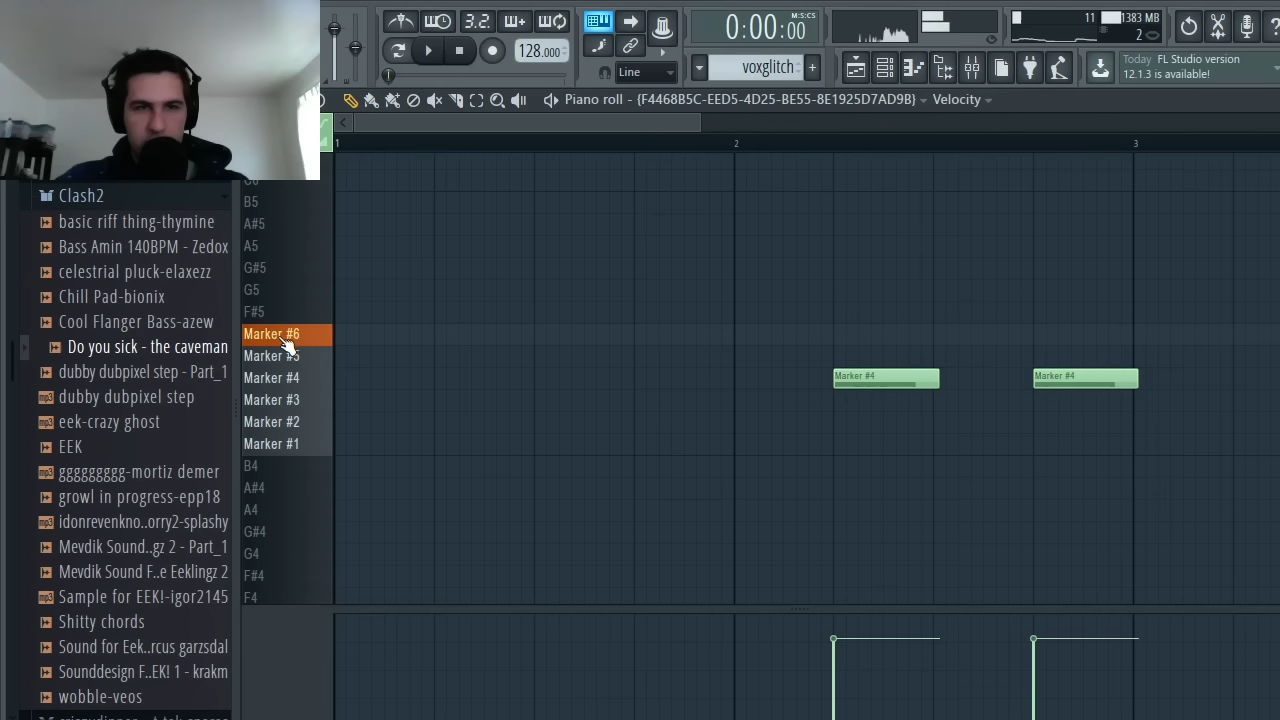 3.2..
11
1383 MB
2
0:00:00
M:S:CS
128.000
Line
voxglitch
Today FL Studio version
12.1.3 is available!
Piano roll - {F4468B5C-EED5-4D25-BE55-8E1925D7AD9B}
Velocity
1
2
3
Clash2
basic riff thing-thymine
Bass Amin 140BPM - Zedox
celestrial pluck-elaxezz
Chill Pad-bionix
Cool Flanger Bass-azew
Do you sick - the caveman
dubby dubpixel step - Part_1
dubby dubpixel step
eek-crazy ghost
EEK
ggggggggg-mortiz demer
growl in progress-epp18
idonrevenkno..orry2-splashy
Mevdik Sound..gz 2 - Part_1
Mevdik Sound F..e Eeklingz 2
Sample for EEK!-igor2145
Shitty chords
Sound for Eek..rcus garzsdal
Sounddesign F..EK! 1 - krakm
wobble-veos
B5
A#5
A5
G#5
G5
F#5
Marker #6
Marker #5
Marker #4
Marker #3
Marker #2
Marker #1
B4
A#4
A4
G#4
G4
F#4
F4
Marker #4
Marker #4